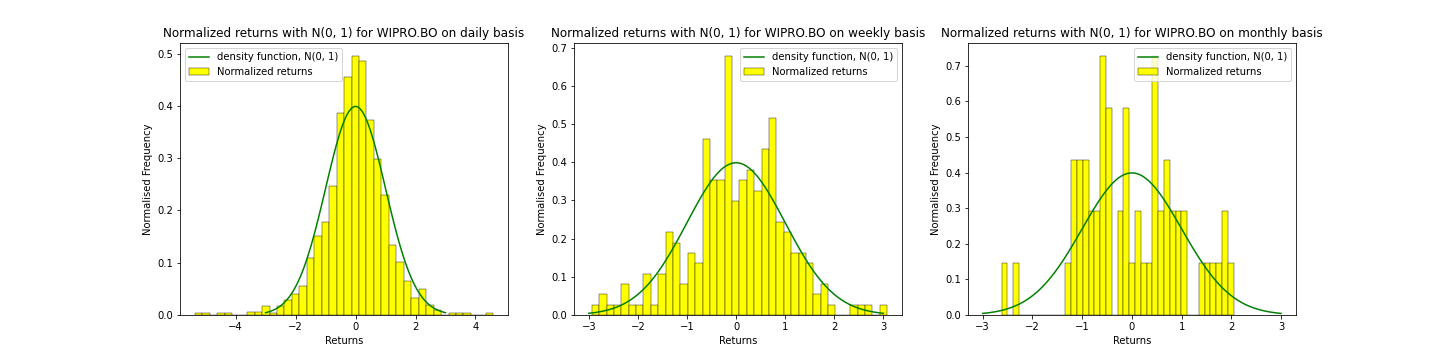 Normalized returns with N(0, 1) for WIPRO.BO on daily basis
density function, N(0, 1)
Normalized returns
Normalised Frequency
0.5
0.4
0.3
0.2
0.1
0.0
−4
−2
0
2
4
Returns
Normalized returns with N(0, 1) for WIPRO.BO on weekly basis
density function, N(0, 1)
Normalized returns
Normalised Frequency
0.7
0.6
0.5
0.4
0.3
0.2
0.1
0.0
−3
−2
−1
0
1
2
3
Returns
Normalized returns with N(0, 1) for WIPRO.BO on monthly basis
density function, N(0, 1)
Normalized returns
Normalised Frequency
0.7
0.6
0.5
0.4
0.3
0.2
0.1
0.0
−3
−2
−1
0
1
2
3
Returns